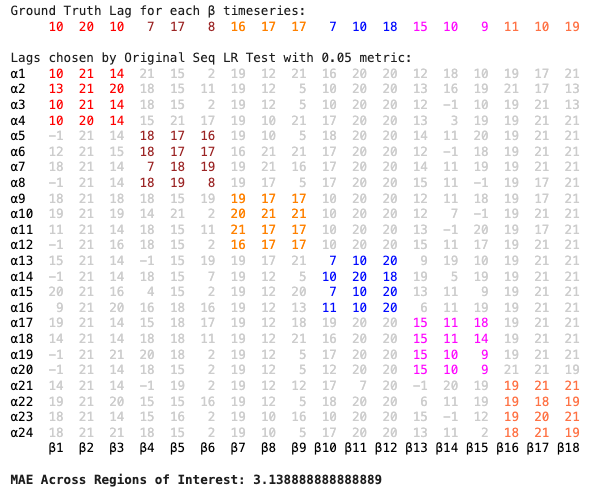 Ground Truth Lag for each β timeseries:
10 20 10 7 17 8 16 17 17 7 10 18 15 10 9 11 10 19
Lags chosen by Original Seq LR Test with 0.05 metric:
α1 10 21 14 21 15 2 19 12 21 16 20 20 12 18 10 19 17 21
α2 13 21 20 18 15 11 19 12 5 10 20 20 13 16 19 21 17 13
α3 10 21 14 18 15 2 19 12 5 17 20 20 12 −1 10 19 21 13
α4 10 20 14 15 21 2 19 10 21 17 20 20 13 3 19 19 21 21
α5 −1 21 14 18 17 16 19 10 5 18 20 20 14 11 20 19 21 21
α6 12 21 15 18 17 17 16 21 21 17 20 20 12 −1 18 19 21 21
α7 18 21 14 7 18 19 19 21 16 17 20 20 14 11 19 19 21 21
α8 −1 21 14 18 19 8 19 17 5 17 20 20 15 11 −1 19 17 21
α9 18 21 18 18 15 19 19 17 17 10 20 20 12 11 18 19 17 21
α10 19 21 19 14 21 2 20 21 21 10 20 20 12 7 −1 19 21 21
α11 21 21 14 18 15 11 21 17 17 10 20 20 13 −1 20 19 17 21
α12 −1 21 16 18 15 2 16 17 17 10 20 20 15 11 17 19 21 21
α13 15 21 14 −1 15 19 19 17 21 7 10 20 9 19 10 19 21 21
α14 −1 21 14 18 15 7 19 12 5 10 20 18 19 5 19 19 21 21
α15 20 21 16 4 15 2 19 12 20 7 10 20 13 11 9 19 21 21
α16 9 21 20 16 18 16 19 12 13 11 10 20 6 11 19 19 21 21
α17 19 21 14 18 18 17 19 12 18 19 20 20 15 11 18 19 21 21
α18 14 21 14 18 18 11 19 12 21 16 20 20 15 11 14 19 21 21
α19 −1 21 21 20 15 2 19 12 5 17 20 20 15 10 9 19 21 21
α20 −1 21 14 18 15 2 19 12 5 17 20 20 15 10 9 21 21 19
α21 14 21 14 −1 19 2 19 12 12 17 7 20 −1 20 19 19 21 21
α22 19 21 20 15 15 16 19 12 5 18 20 20 6 11 19 19 18 19
α23 18 21 14 15 16 2 19 10 16 10 20 20 15 −1 12 19 20 21
α24 18 21 21 18 15 2 19 10 5 17 20 20 13 11 2 18 21 19
β1 β2 β3 β4 β5 β6 β7 β8 β9 β10 β11 β12 β13 β14 β15 β16 β17 β18
MAE Across Regions of Interest: 3.138888888888889